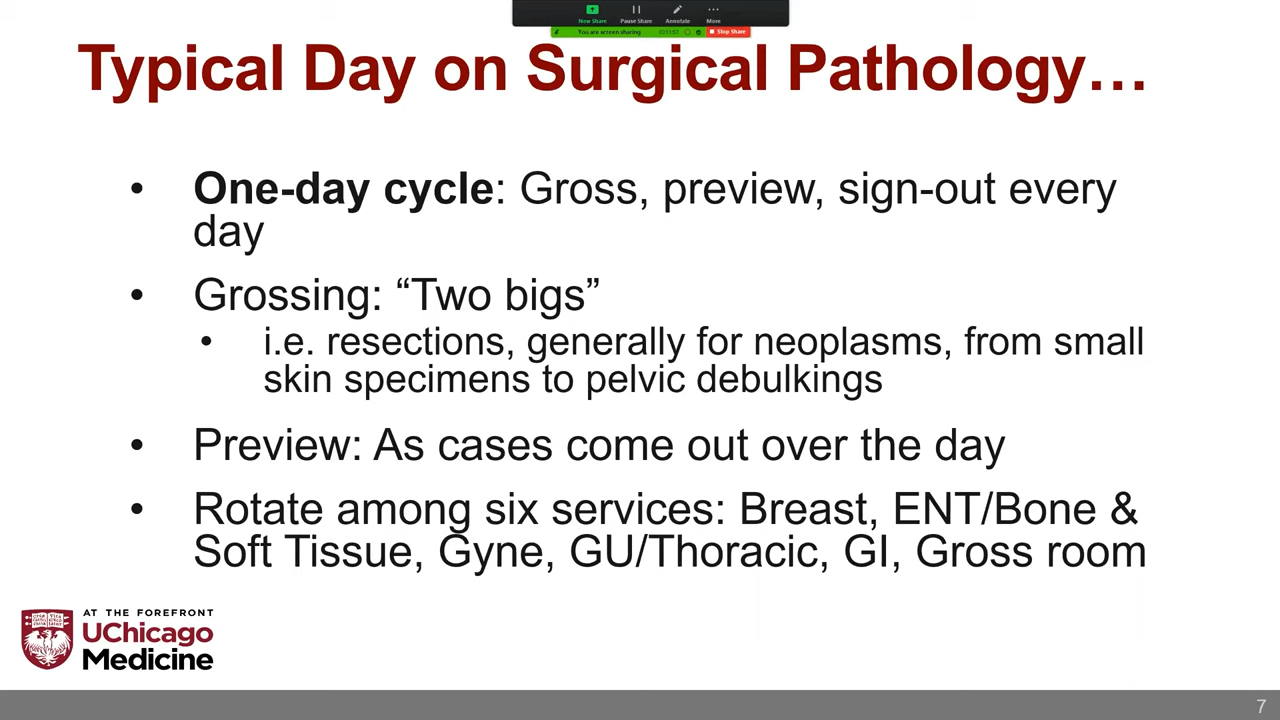 New Share Pause Share Annotate More
You are screen sharing Stop Share
Typical Day on Surgical Pathology…
• One-day cycle: Gross, preview, sign-out every
day
• Grossing: “Two bigs”
• i.e. resections, generally for neoplasms, from small
skin specimens to pelvic debulkings
• Preview: As cases come out over the day
• Rotate among six services: Breast, ENT/Bone &
Soft Tissue, Gyne, GU/Thoracic, GI, Gross room
AT THE FOREFRONT
UChicago
Medicine
7